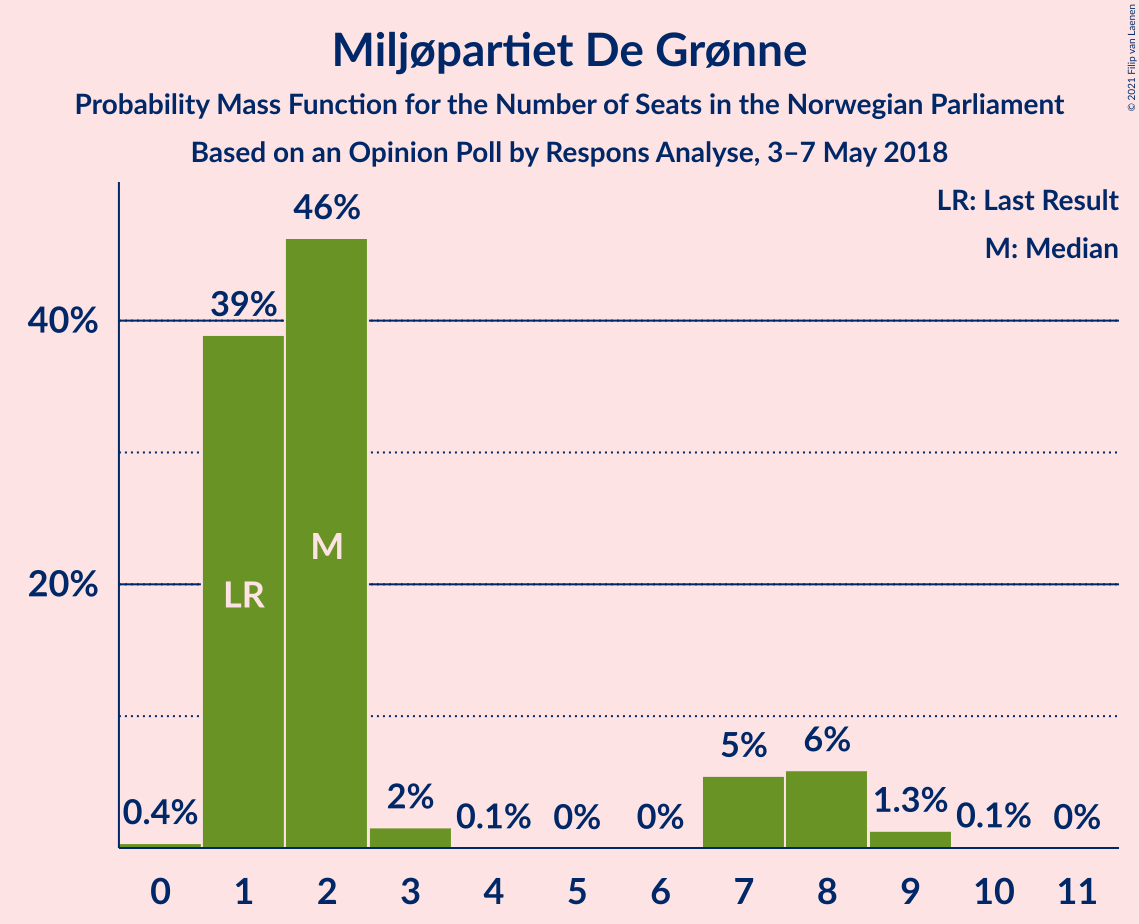 Miljøpartiet De Grønne
Probability Mass Function for the Number of Seats in the Norwegian Parliament
Based on an Opinion Poll by Respons Analyse, 3–7 May 2018
© 2021 Filip van Laenen
LR: Last Result
M: Median
40%
20%
0.4%
39%
46%
2%
0.1%
0%
0%
5%
6%
1.3%
0.1%
0%
LR
M
0 1 2 3 4 5 6 7 8 9 10 11